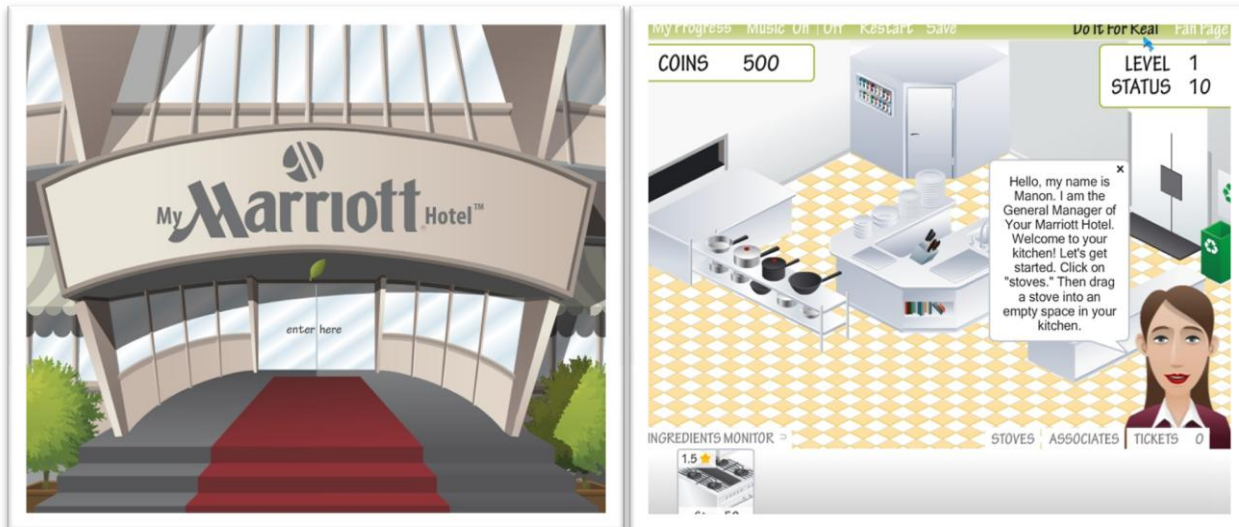 My Marriott Hotel™
enter here
My Progress Music On | Off Restart Save Do It For Real Fan Page
COINS 500
LEVEL 1
STATUS 10
×
Hello, my name is
Manon. I am the
General Manager of
Your Marriott Hotel.
Welcome to your
kitchen! Let's get
started. Click on
"stoves." Then drag
a stove into an
empty space in your
kitchen.
INGREDIENTS MONITOR
STOVES ASSOCIATES TICKETS 0
1.5